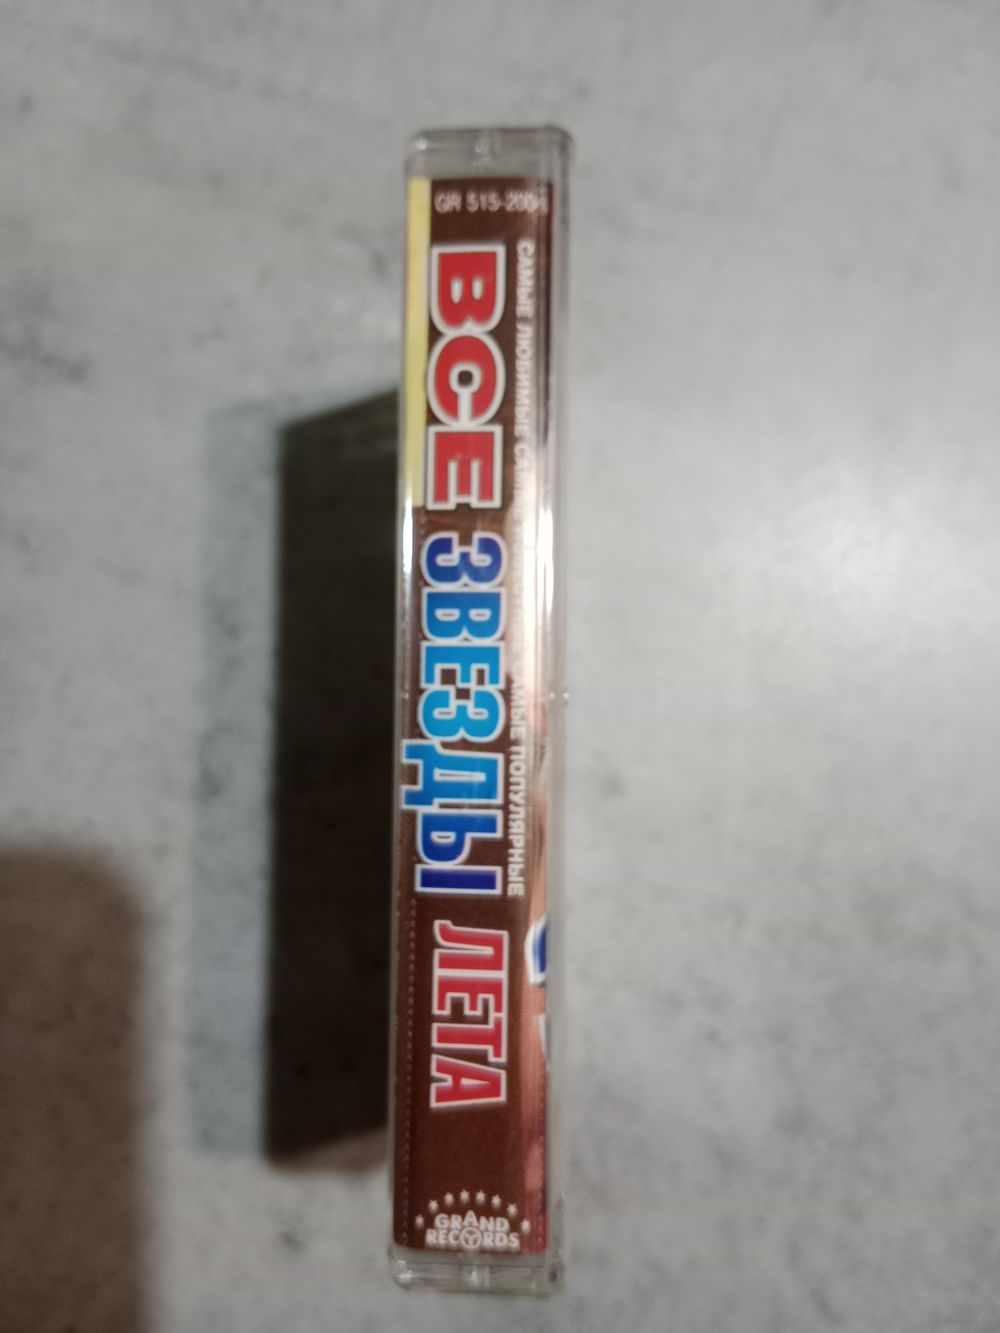 GR 515-2004
САМЫЕ ЛЮБИМЫЕ ПОПУЛЯРНЫЕ
ВСЕ ЗВЕЗДЫ ЛЕТА
GRAND
RECORDS